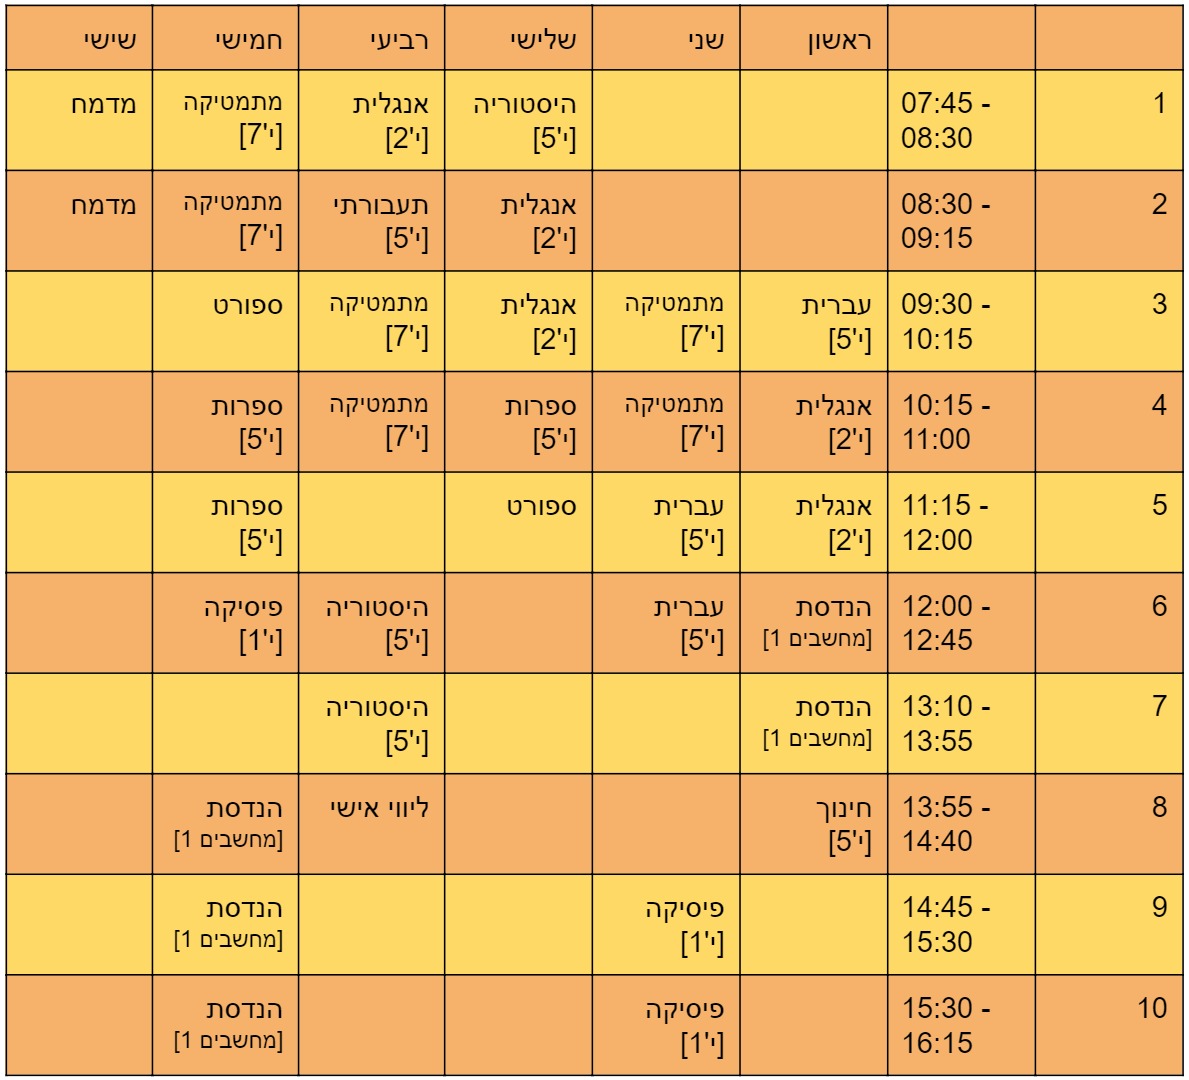 ראשון שני שלישי רביעי חמישי שישי
1 07:45 - 08:30 היסטוריה [י'5] אנגלית [י'2] מתמטיקה [י'7] מדמח
2 08:30 - 09:15 אנגלית [י'2] תעבורתי [י'5] מתמטיקה [י'7] מדמח
3 09:30 - 10:15 עברית [י'5] מתמטיקה [י'7] אנגלית [י'2] מתמטיקה [י'7] ספורט
4 10:15 - 11:00 אנגלית [י'2] מתמטיקה [י'7] ספרות [י'5] מתמטיקה [י'7] ספרות [י'5]
5 11:15 - 12:00 אנגלית [י'2] עברית [י'5] ספורט ספרות [י'5]
6 12:00 - 12:45 הנדסת [מחשבים 1] עברית [י'5] היסטוריה [י'5] פיסיקה [י'1]
7 13:10 - 13:55 הנדסת [מחשבים 1] היסטוריה [י'5]
8 13:55 - 14:40 חינוך [י'5] ליווי אישי הנדסת [מחשבים 1]
9 14:45 - 15:30 פיסיקה [י'1] הנדסת [מחשבים 1]
10 15:30 - 16:15 פיסיקה [י'1] הנדסת [מחשבים 1]